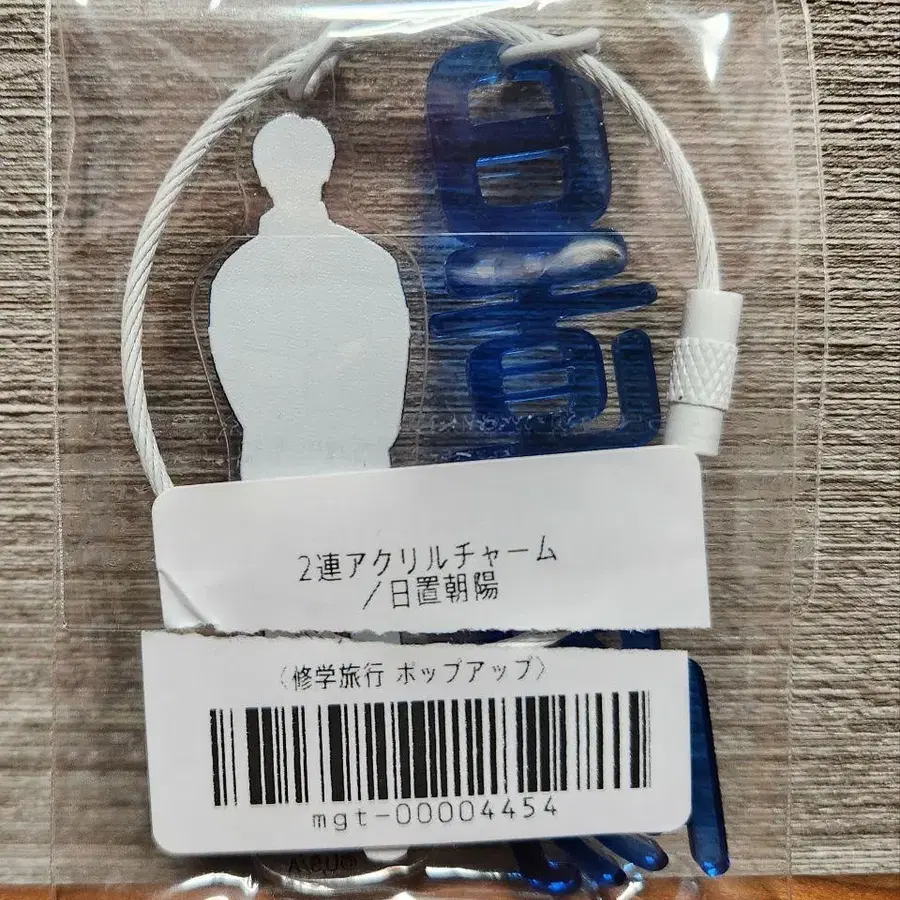 日置
2連アクリルチャーム
/日置朝陽
〈修学旅行 ポップアップ〉
mgt-00004454